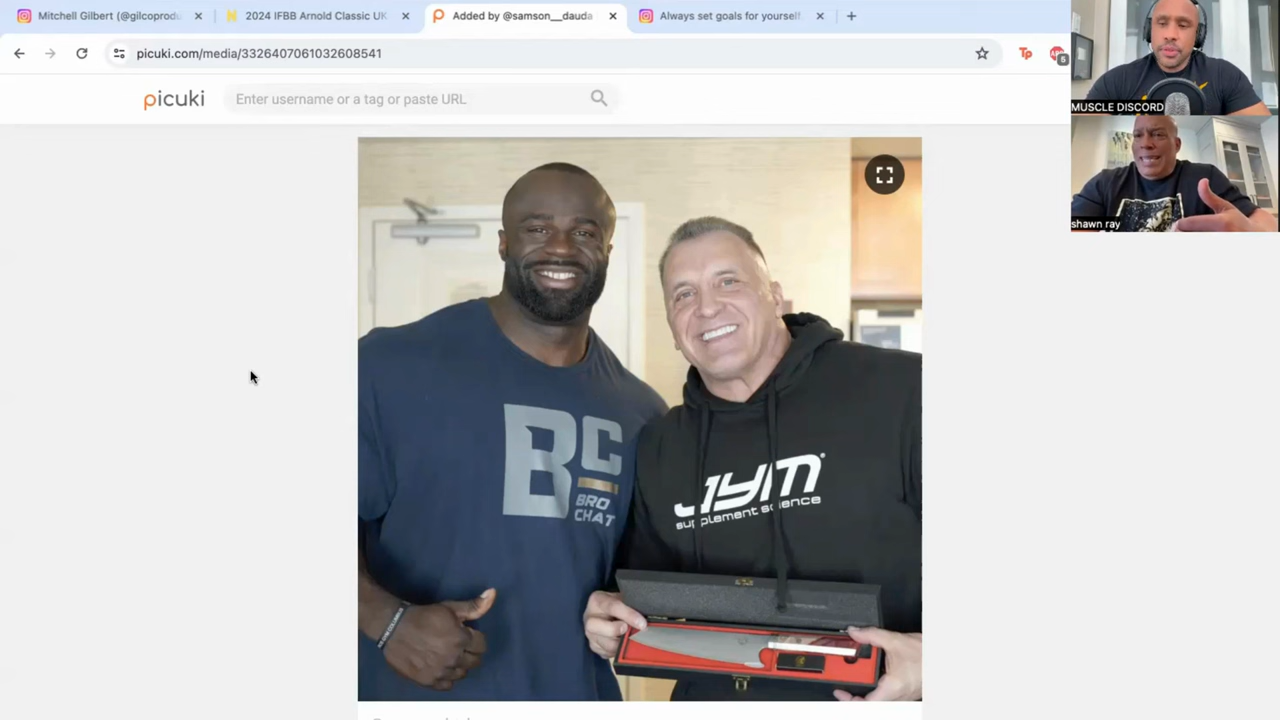 Mitchell Gilbert (@gilcoprodu
2024 IFBB Arnold Classic UK
Added by @samson__dauda
Always set goals for yourself
picuki.com/media/3326407061032608541
Tp
5
picuki
Enter username or a tag or paste URL
MUSCLE DISCORD
shawn ray
BC
BRO
CHAT
JYM
supplement science